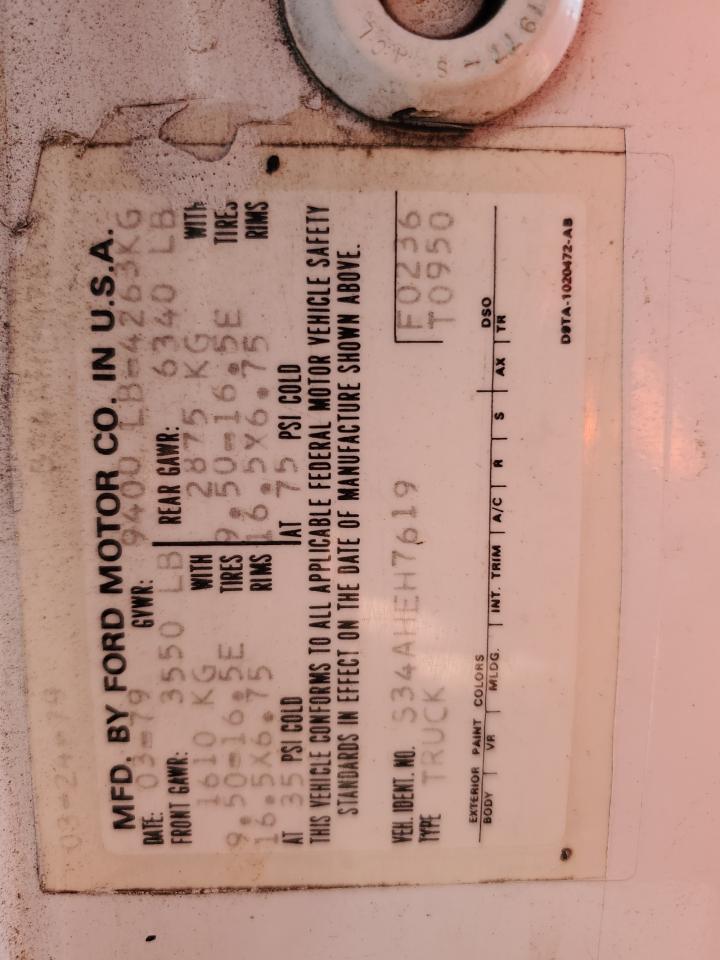 03-24-79
MFD. BY FORD MOTOR CO. IN U.S.A.
DATE: 03-79 GVWR: 9400 LB-4263KG
FRONT GAWR: 3550 LB REAR GAWR: 6340 LB
1610 KG WITH 2875 KG WITH
9.50-16.5E TIRES 9.50-16.5E TIRES
16.5X6.75 RIMS 16.5X6.75 RIMS
AT 35 PSI COLD AT 75 PSI COLD
THIS VEHICLE CONFORMS TO ALL APPLICABLE FEDERAL MOTOR VEHICLE SAFETY
STANDARDS IN EFFECT ON THE DATE OF MANUFACTURE SHOWN ABOVE.
VEH. IDENT. NO. S34AHEH7619 F0236
TYPE TRUCK T0950
EXTERIOR PAINT COLORS DSO
BODY VR MLDG. INT. TRIM A/C R S AX TR
D9TA-1020472-AB